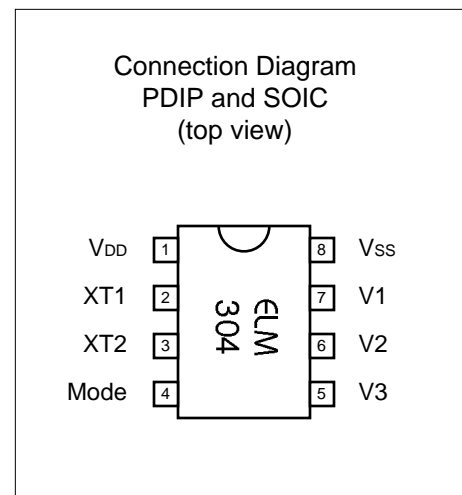 Connection Diagram
PDIP and SOIC
(top view)
VDD 1 8 VSS
XT1 2 7 V1
XT2 3 6 V2
Mode 4 5 V3
ELM
304